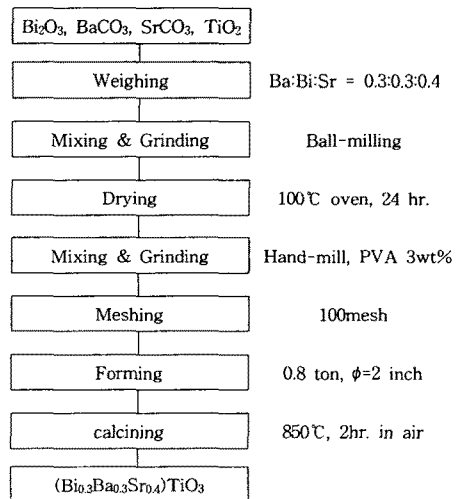 Bi₂O₃, BaCO₃, SrCO₃, TiO₂
Weighing Ba:Bi:Sr = 0.3:0.3:0.4
Mixing & Grinding Ball-milling
Drying 100℃ oven, 24 hr.
Mixing & Grinding Hand-mill, PVA 3wt%
Meshing 100mesh
Forming 0.8 ton, ϕ=2 inch
calcining 850℃, 2hr. in air
(Bi₀.₃Ba₀.₃Sr₀.₄)TiO₃